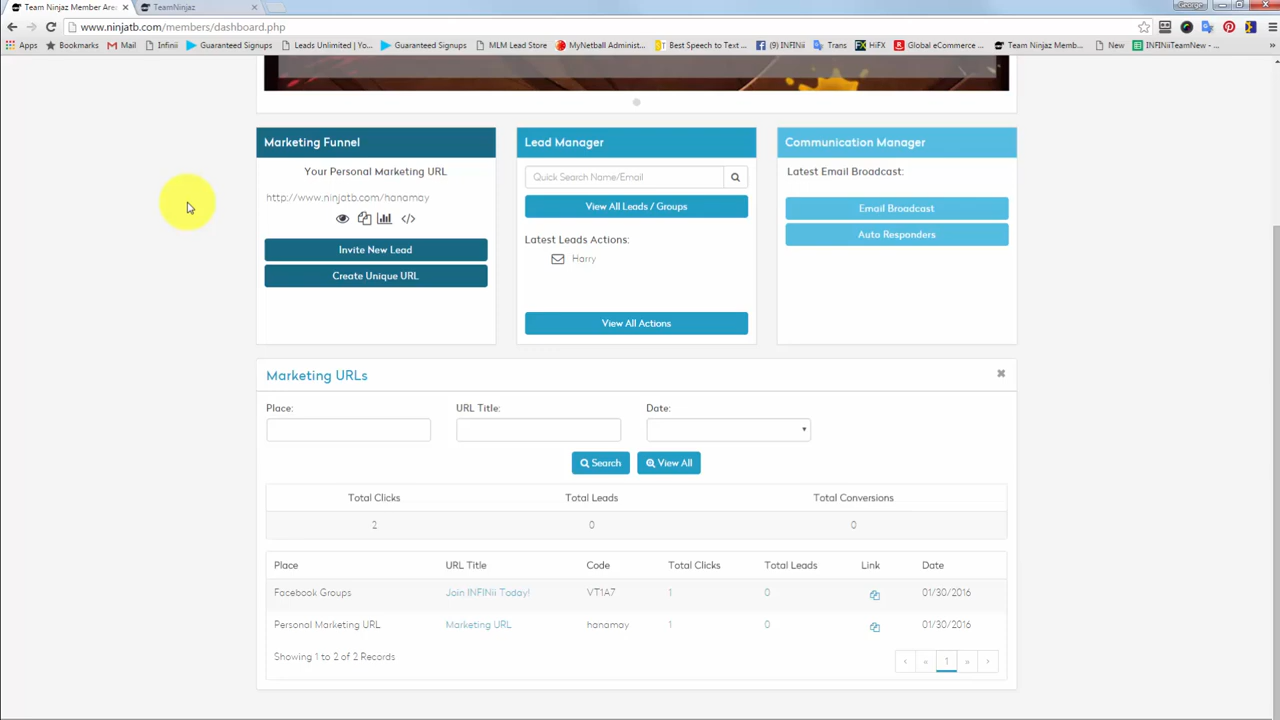 Team Ninjaz Member Are
TeamNinjaz
George
www.ninjatb.com/members/dashboard.php
Apps
Bookmarks
Mail
Infinii
Guaranteed Signups
Leads Unlimited | Yo...
Guaranteed Signups
MLM Lead Store
MyNetball Administ...
Best Speech to Text ...
(9) INFINii
Trans
HiFX
Global eCommerce ...
Team Ninjaz Memb...
New
INFINiiTeamNew - ...
Marketing Funnel
Your Personal Marketing URL
http://www.ninjatb.com/hanamay
Invite New Lead
Create Unique URL
Lead Manager
Quick Search Name/Email
View All Leads / Groups
Latest Leads Actions:
Harry
View All Actions
Communication Manager
Latest Email Broadcast:
Email Broadcast
Auto Responders
Marketing URLs
Place: URL Title: Date:
Search View All
Total Clicks Total Leads Total Conversions
2 0 0
Place URL Title Code Total Clicks Total Leads Link Date
Facebook Groups Join INFINii Today! VT1A7 1 0 01/30/2016
Personal Marketing URL Marketing URL hanamay 1 0 01/30/2016
Showing 1 to 2 of 2 Records
‹ « 1 » ›